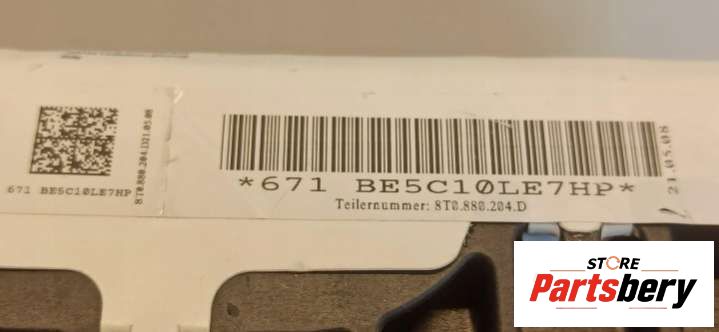 671 BE5C10LE7HP
8T0.880.204.D
21.05.08
*671 BE5C10LE7HP*
Teilernummer: 8T0.880.204.D
21.05.08
STORE
Partsbery